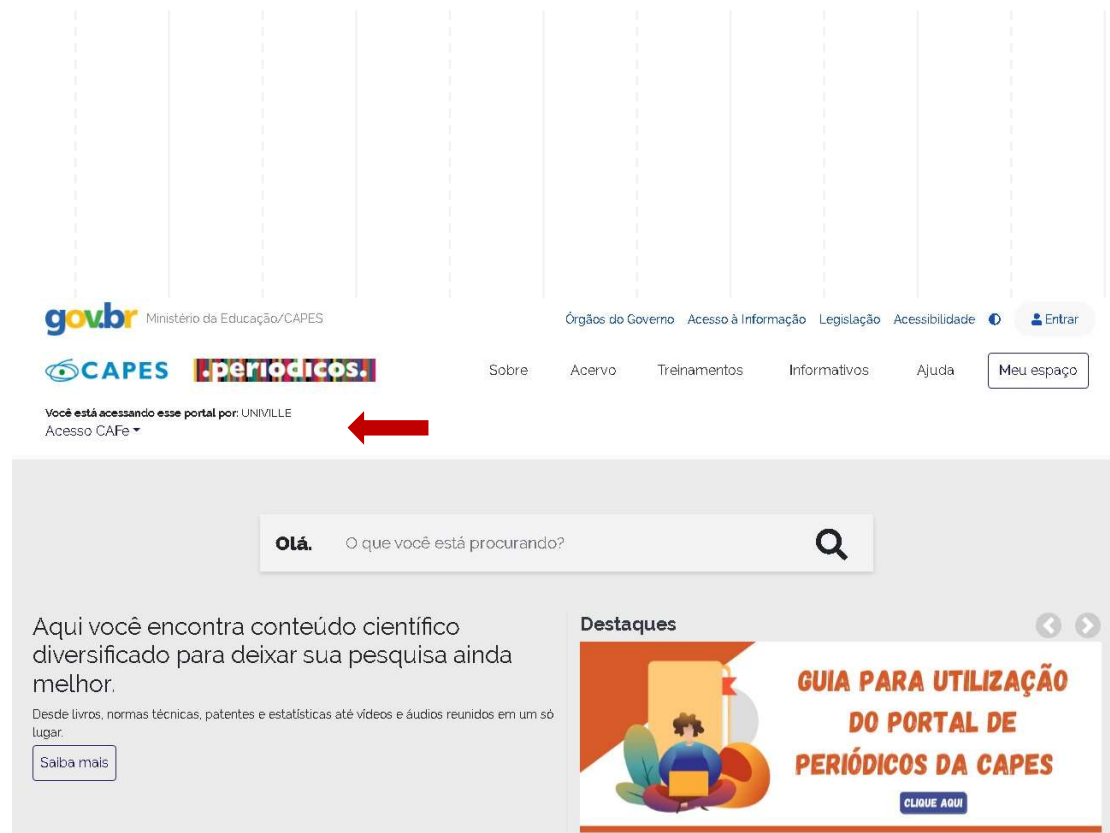 gov.br Ministério da Educação/CAPES
Órgãos do Governo Acesso à Informação Legislação Acessibilidade Entrar
CAPES .periodicos.
Sobre Acervo Treinamentos Informativos Ajuda Meu espaço
Você está acessando esse portal por: UNIVILLE
Acesso CAFe
Olá. O que você está procurando?
Aqui você encontra conteúdo científico
diversificado para deixar sua pesquisa ainda
melhor.
Desde livros, normas técnicas, patentes e estatísticas até vídeos e áudios reunidos em um só
lugar.
Saiba mais
Destaques
GUIA PARA UTILIZAÇÃO
DO PORTAL DE
PERIÓDICOS DA CAPES
CLIQUE AQUI